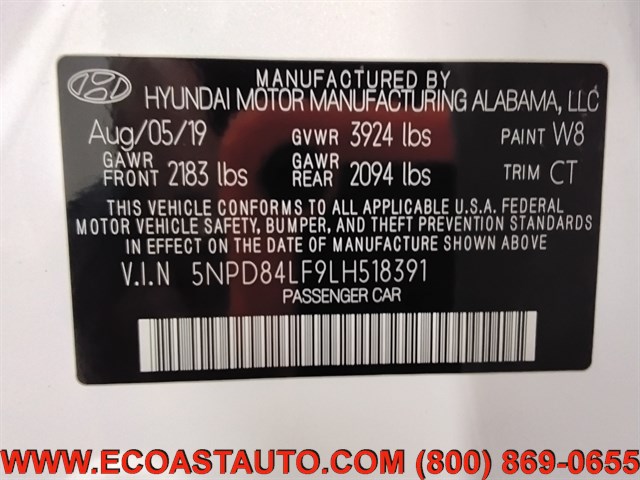 MANUFACTURED BY
HYUNDAI MOTOR MANUFACTURING ALABAMA, LLC
Aug/05/19 GVWR 3924 lbs PAINT W8
GAWR FRONT 2183 lbs GAWR REAR 2094 lbs TRIM CT
THIS VEHICLE CONFORMS TO ALL APPLICABLE U.S.A. FEDERAL
MOTOR VEHICLE SAFETY, BUMPER, AND THEFT PREVENTION STANDARDS
IN EFFECT ON THE DATE OF MANUFACTURE SHOWN ABOVE
V.I.N 5NPD84LF9LH518391
PASSENGER CAR
WWW.ECOASTAUTO.COM (800) 869-0655